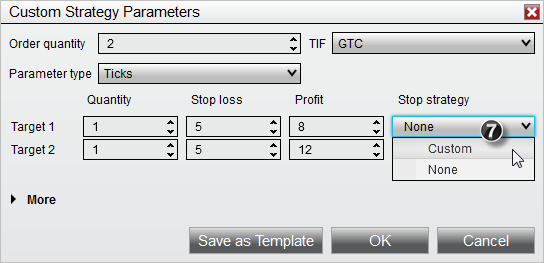 Custom Strategy Parameters
Order quantity 2 TIF GTC
Parameter type Ticks
Quantity Stop loss Profit Stop strategy
Target 1 1 5 8 None 7
Target 2 1 5 12
Custom
None
More
Save as Template OK Cancel